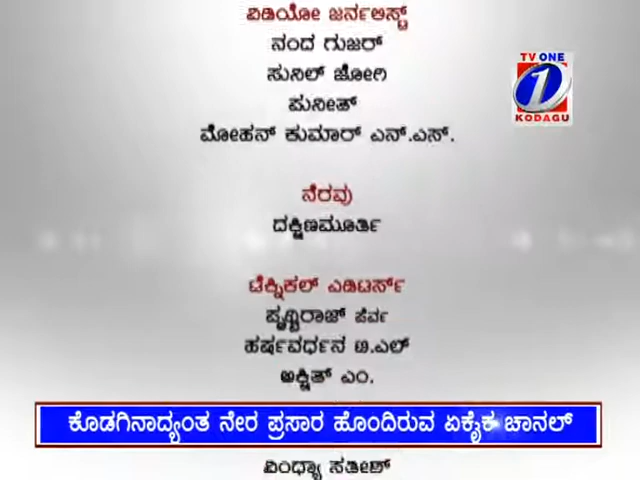 ವಿಡಿಯೋ ಜರ್ನಲಿಸ್ಟ್
ನಂದ ಗುಜರ್
ಸುನಿಲ್ ಜೋಗಿ
ಪುನೀತ್
ಮೋಹನ್ ಕುಮಾರ್ ಎನ್.ಎಸ್.
TV ONE
1
KODAGU
ನೆರವು
ದಕ್ಷಿಣಮೂರ್ತಿ
ಟೆಕ್ನಿಕಲ್ ಎಡಿಟರ್ಸ್
ಪೃಥ್ವಿರಾಜ್ ಪೆರ್ವ
ಹರ್ಷವರ್ಧನ ಟಿ.ಎಲ್
ಅಕ್ಷಿತ್ ಎಂ.
ಕೊಡಗಿನಾದ್ಯಂತ ನೇರ ಪ್ರಸಾರ ಹೊಂದಿರುವ ಏಕೈಕ ಚಾನಲ್
ವಿಂಧ್ಯಾ ಸತೀಶ್